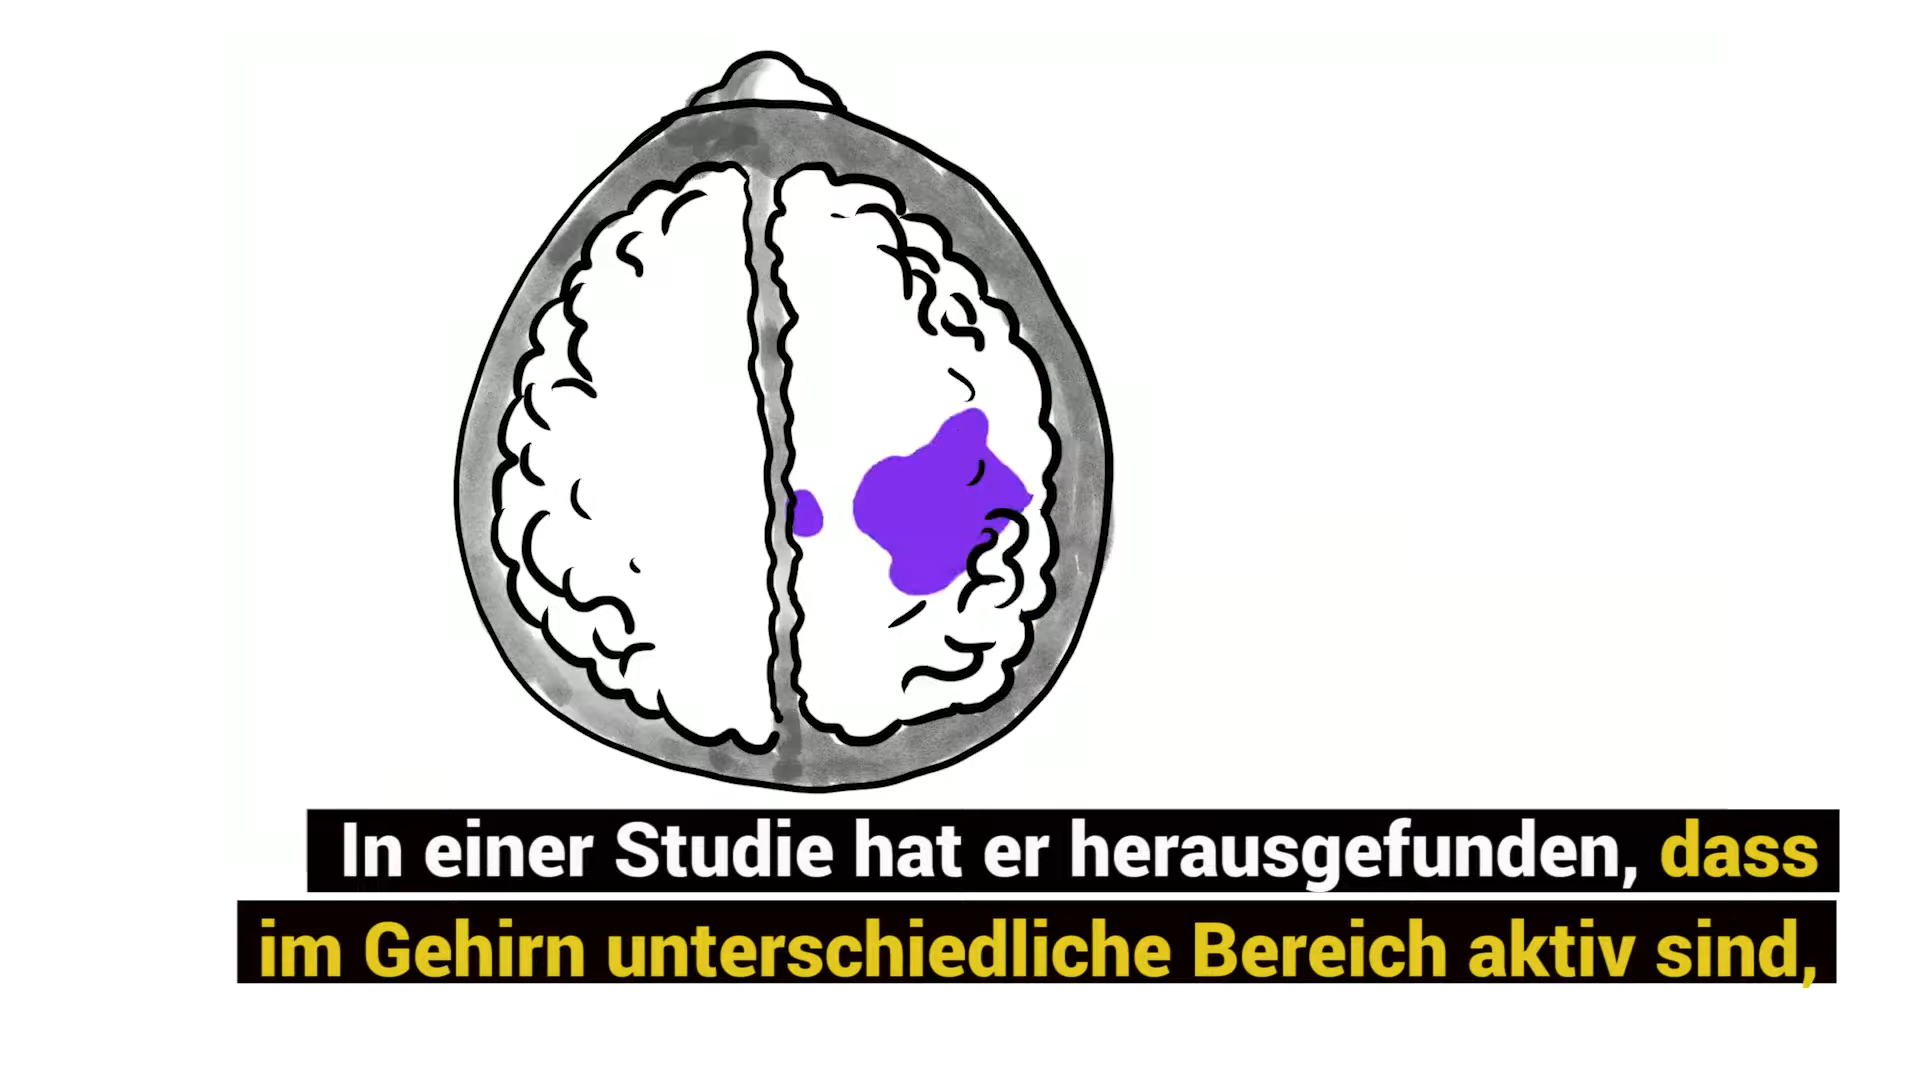 In einer Studie hat er herausgefunden, dass
im Gehirn unterschiedliche Bereich aktiv sind,